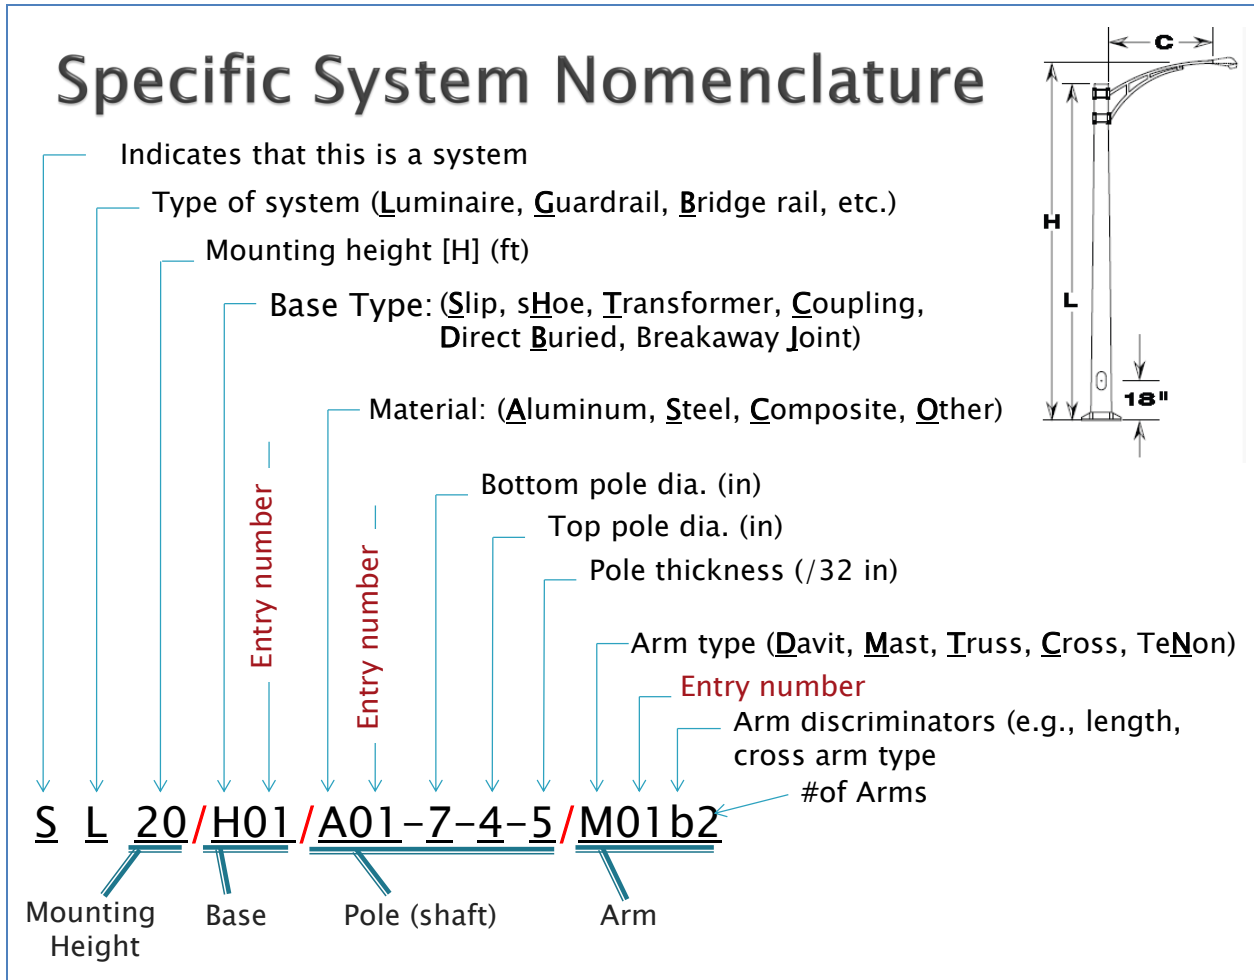 Specific System Nomenclature
C
Indicates that this is a system
Type of system (Luminaire, Guardrail, Bridge rail, etc.)
Mounting height [H] (ft)
H
Base Type: (Slip, sHoe, Transformer, Coupling,
Direct Buried, Breakaway Joint)
L
18"
Material: (Aluminum, Steel, Composite, Other)
Entry number
Entry number
Bottom pole dia. (in)
Top pole dia. (in)
Pole thickness (/32 in)
Arm type (Davit, Mast, Truss, Cross, TeNon)
Entry number
Arm discriminators (e.g., length,
cross arm type
#of Arms
S L 20/H01/A01-7-4-5/M01b2
Mounting
Height
Base
Pole (shaft)
Arm